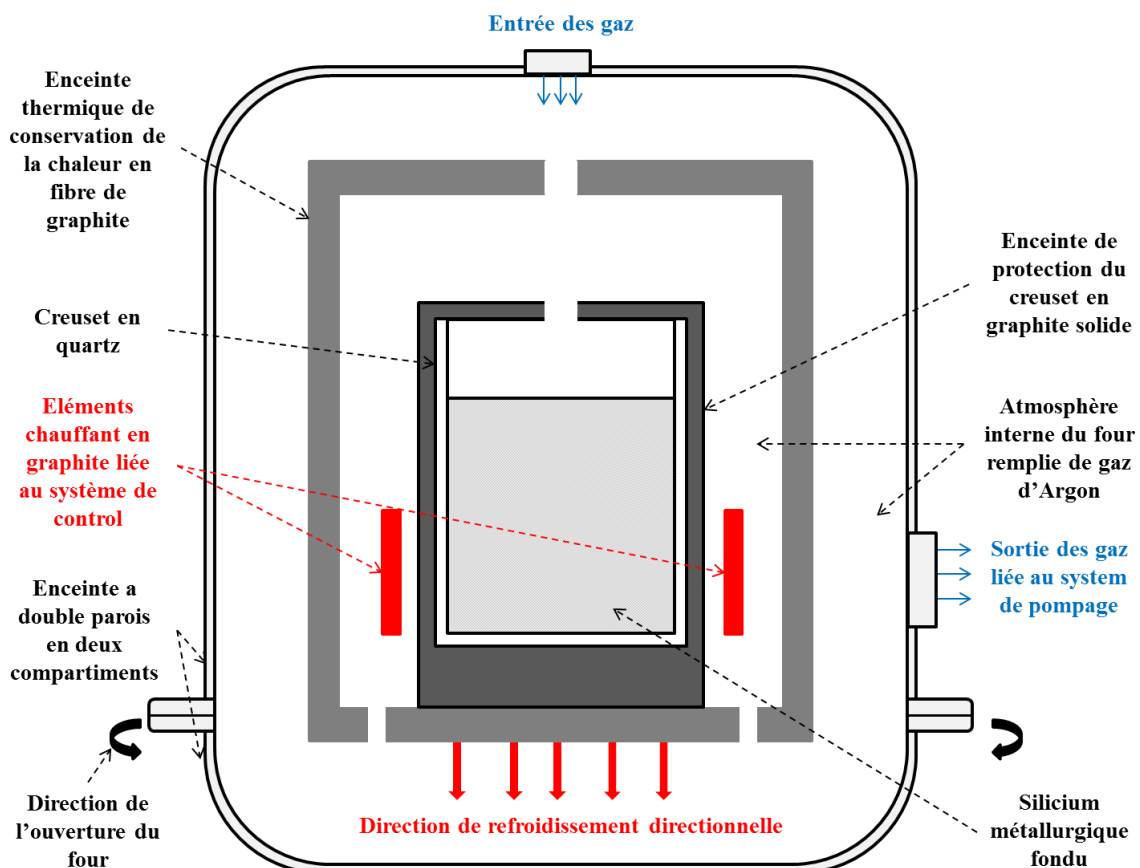 Entrée des gaz
Enceinte
thermique de
conservation de
la chaleur en
fibre de
graphite
Creuset en
quartz
Eléments
chauffant en
graphite liée
au système de
control
Enceinte a
double parois
en deux
compartiments
Direction de
l'ouverture du
four
Direction de refroidissement directionnelle
Enceinte de
protection du
creuset en
graphite solide
Atmosphère
interne du four
remplie de gaz
d'Argon
Sortie des gaz
liée au system
de pompage
Silicium
métallurgique
fondu